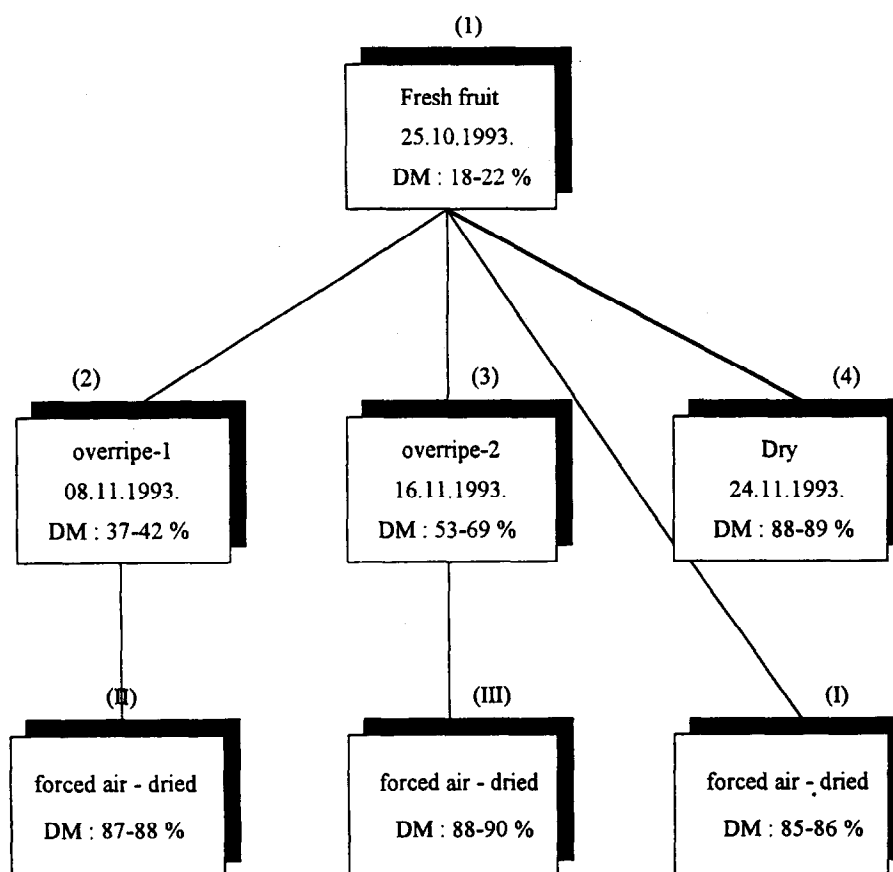 (1)
Fresh fruit
25.10.1993.
DM : 18-22 %
(2)
overripe-1
08.11.1993.
DM : 37-42 %
(3)
overripe-2
16.11.1993.
DM : 53-69 %
(4)
Dry
24.11.1993.
DM : 88-89 %
(II)
forced air - dried
DM : 87-88 %
(III)
forced air - dried
DM : 88-90 %
(I)
forced air - dried
DM : 85-86 %